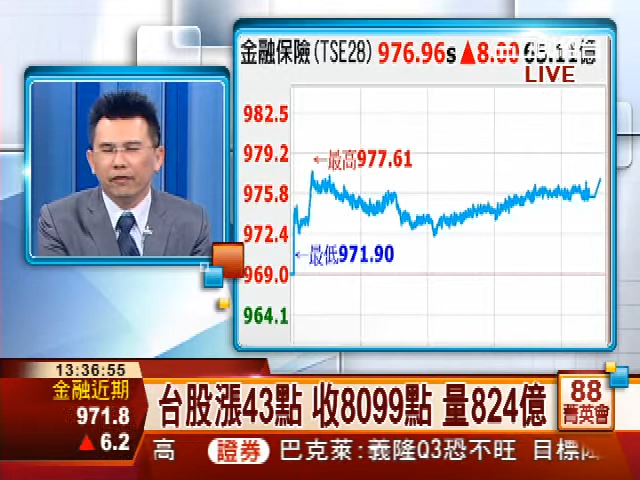 金融保險(TSE28) 976.96s▲8.00 65.11億
LIVE
982.5
979.2
←最高977.61
975.8
972.4
←最低971.90
969.0
964.1
13:36:55
金融近期
971.8
▲6.2
台股漲43點 收8099點 量824億
88
菁英會
高 證券 巴克萊:義隆Q3恐不旺 目標